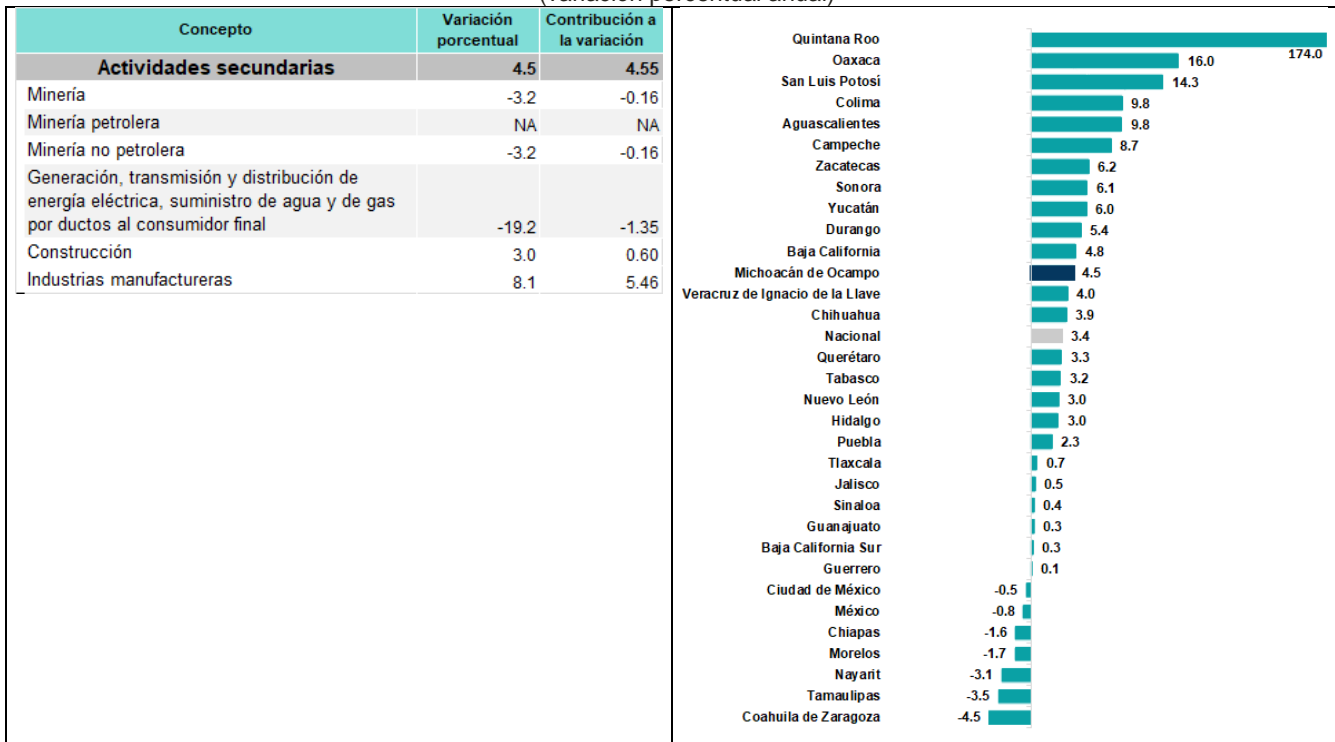 (variación porcentual anual)
Concepto Variación porcentual Contribución a la variación
Actividades secundarias 4.5 4.55
Minería -3.2 -0.16
Minería petrolera NA NA
Minería no petrolera -3.2 -0.16
Generación, transmisión y distribución de
energía eléctrica, suministro de agua y de gas
por ductos al consumidor final -19.2 -1.35
Construcción 3.0 0.60
Industrias manufactureras 8.1 5.46
Quintana Roo 174.0
Oaxaca 16.0
San Luis Potosí 14.3
Colima 9.8
Aguascalientes 9.8
Campeche 8.7
Zacatecas 6.2
Sonora 6.1
Yucatán 6.0
Durango 5.4
Baja California 4.8
Michoacán de Ocampo 4.5
Veracruz de Ignacio de la Llave 4.0
Chihuahua 3.9
Nacional 3.4
Querétaro 3.3
Tabasco 3.2
Nuevo León 3.0
Hidalgo 3.0
Puebla 2.3
Tlaxcala 0.7
Jalisco 0.5
Sinaloa 0.4
Guanajuato 0.3
Baja California Sur 0.3
Guerrero 0.1
Ciudad de México -0.5
México -0.8
Chiapas -1.6
Morelos -1.7
Nayarit -3.1
Tamaulipas -3.5
Coahuila de Zaragoza -4.5